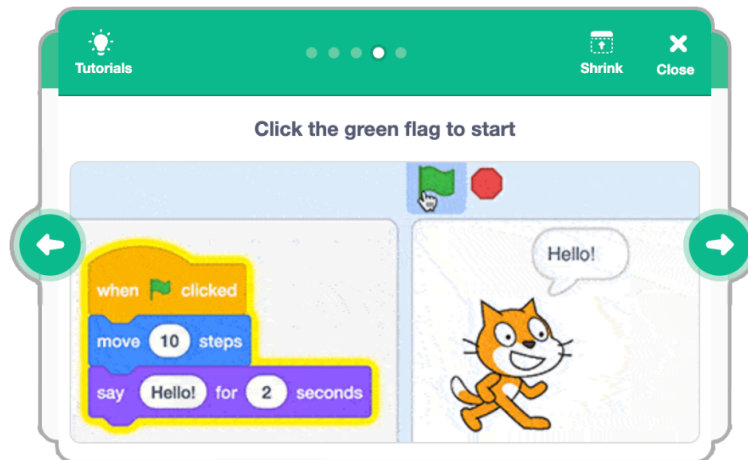 Tutorials
Shrink
Close
Click the green flag to start
Hello!
when clicked
move 10 steps
say Hello! for 2 seconds